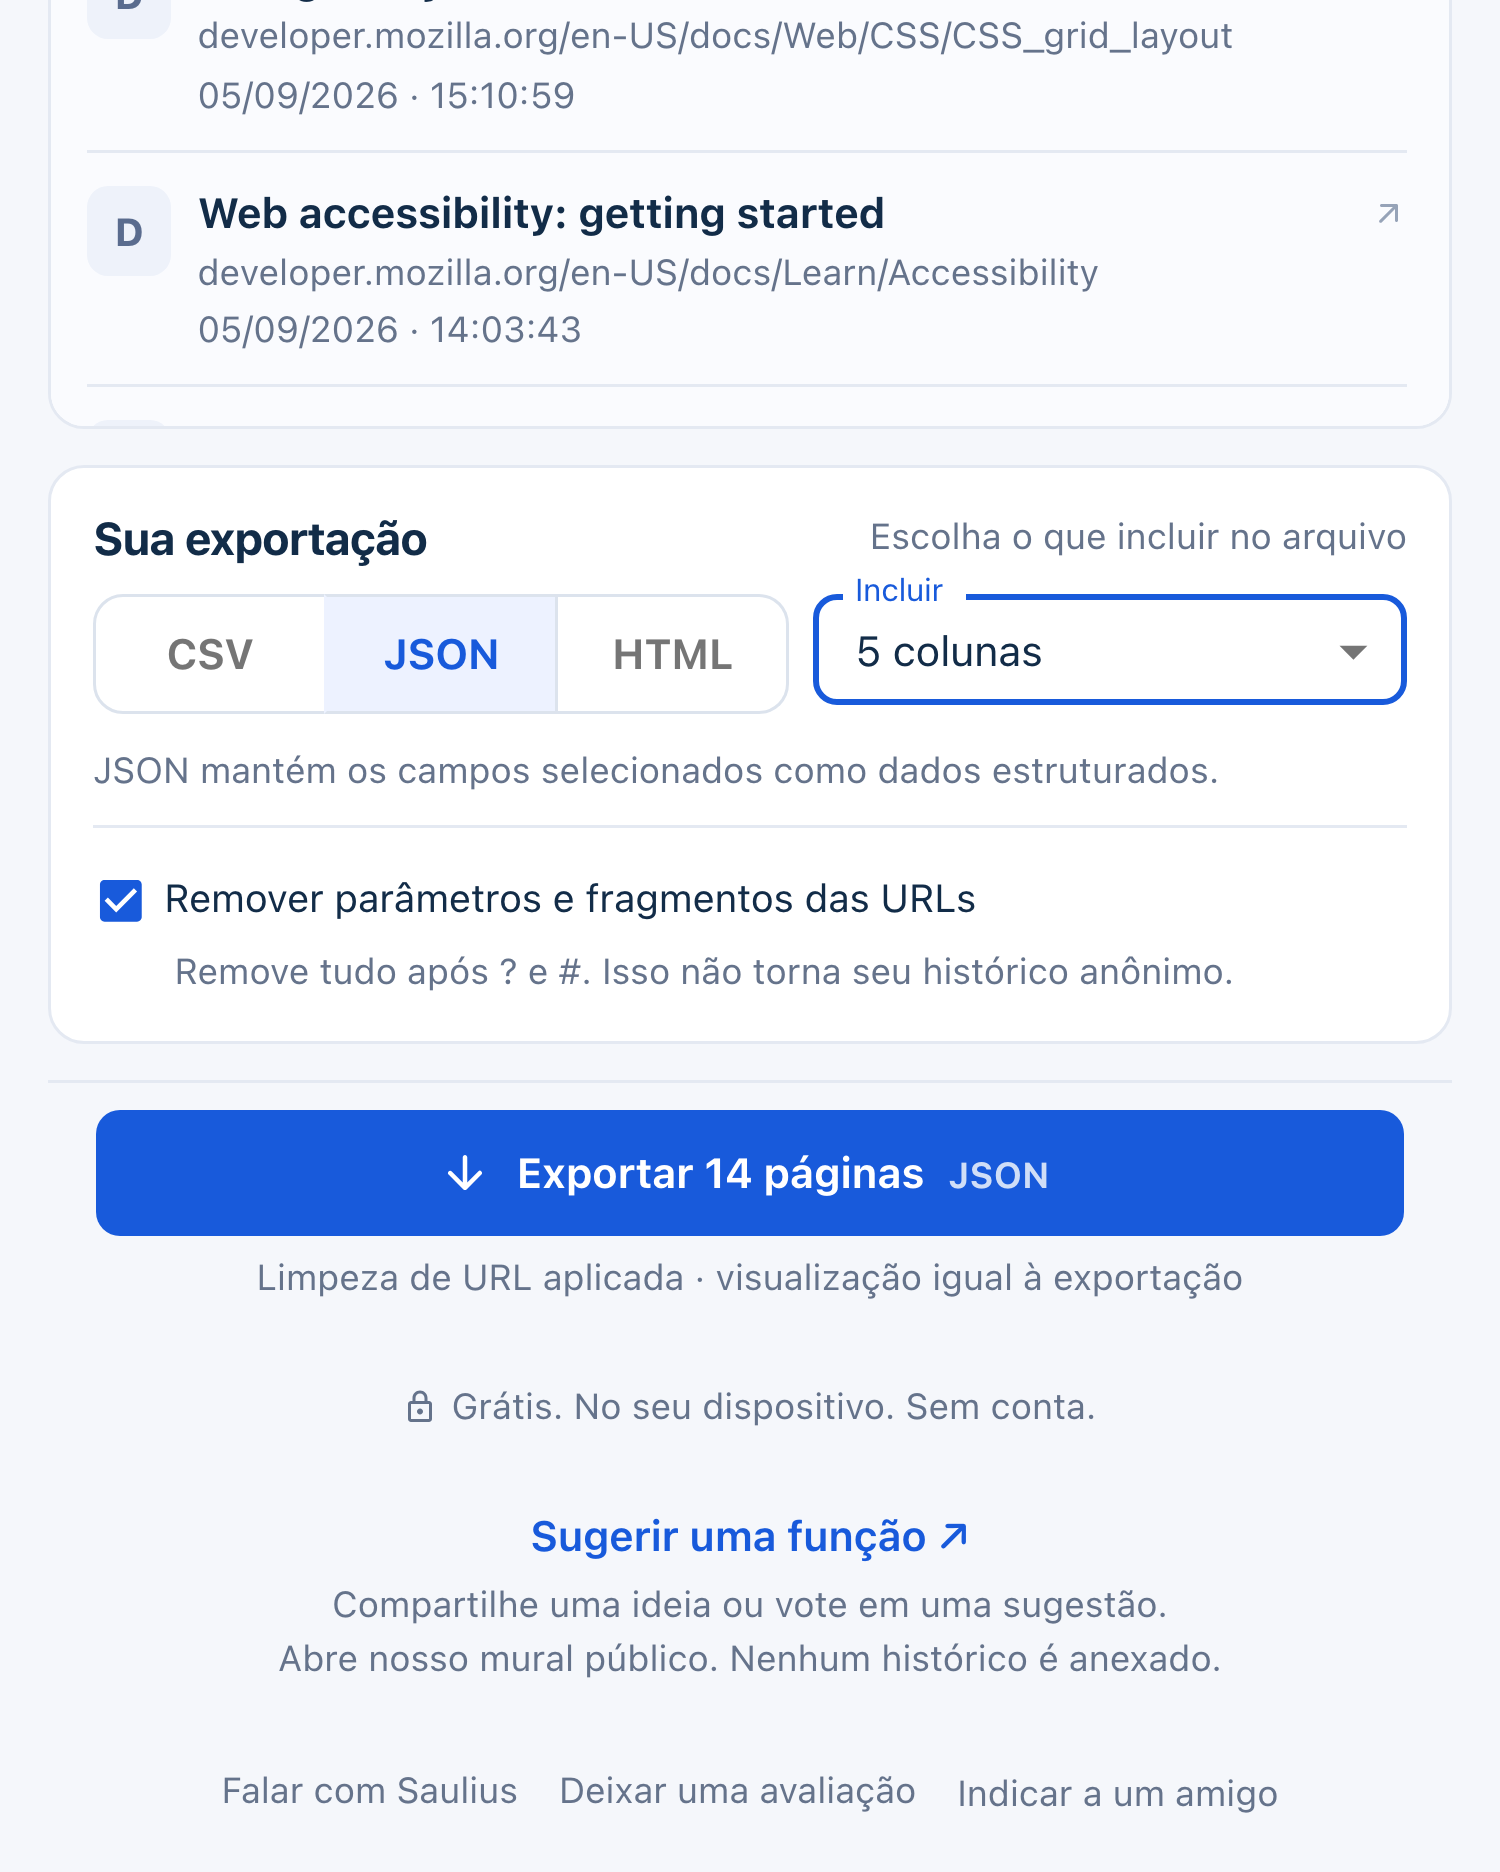 developer.mozilla.org/en-US/docs/Web/CSS/CSS_grid_layout
05/09/2026 · 15:10:59
D
Web accessibility: getting started
developer.mozilla.org/en-US/docs/Learn/Accessibility
05/09/2026 · 14:03:43
Sua exportação
Escolha o que incluir no arquivo
CSV
JSON
HTML
Incluir
5 colunas
JSON mantém os campos selecionados como dados estruturados.
Remover parâmetros e fragmentos das URLs
Remove tudo após ? e #. Isso não torna seu histórico anônimo.
Exportar 14 páginas JSON
Limpeza de URL aplicada · visualização igual à exportação
Grátis. No seu dispositivo. Sem conta.
Sugerir uma função
Compartilhe uma ideia ou vote em uma sugestão.
Abre nosso mural público. Nenhum histórico é anexado.
Falar com Saulius
Deixar uma avaliação
Indicar a um amigo